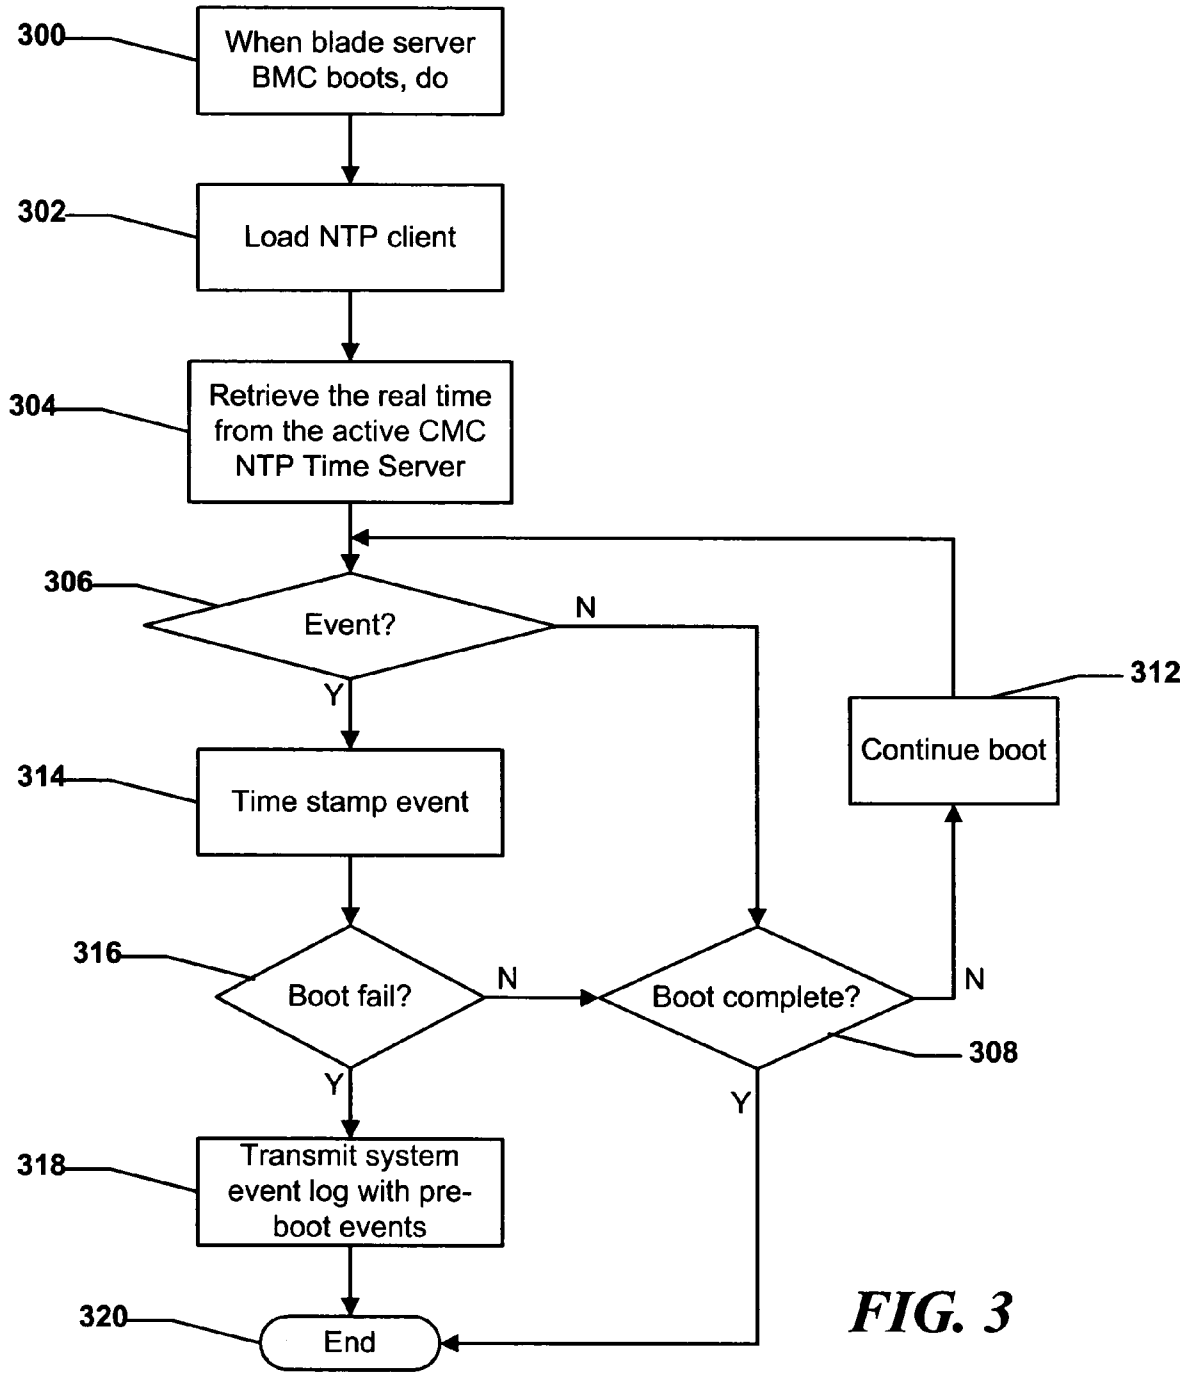 300
When blade server
BMC boots, do
302
Load NTP client
304
Retrieve the real time
from the active CMC
NTP Time Server
306
Event?
N
Y
312
Continue boot
314
Time stamp event
316
Boot fail?
N
Boot complete?
N
308
Y
Y
318
Transmit system
event log with pre-
boot events
320
End
FIG. 3